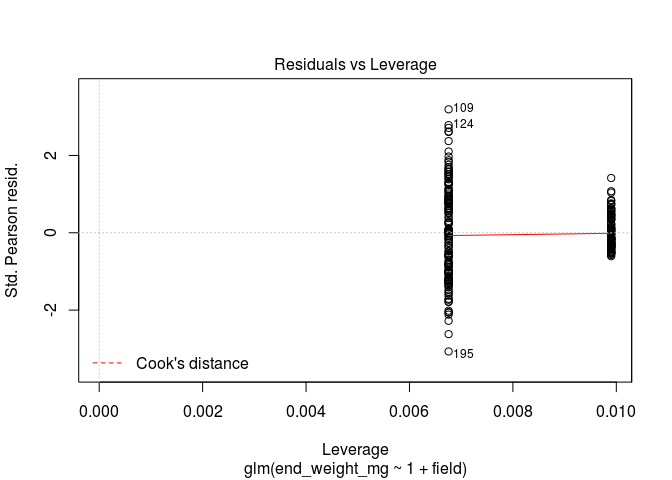 Residuals vs Leverage
Std. Pearson resid.
2
0
-2
109
124
195
Cook's distance
0.000 0.002 0.004 0.006 0.008 0.010
Leverage
glm(end_weight_mg ~ 1 + field)